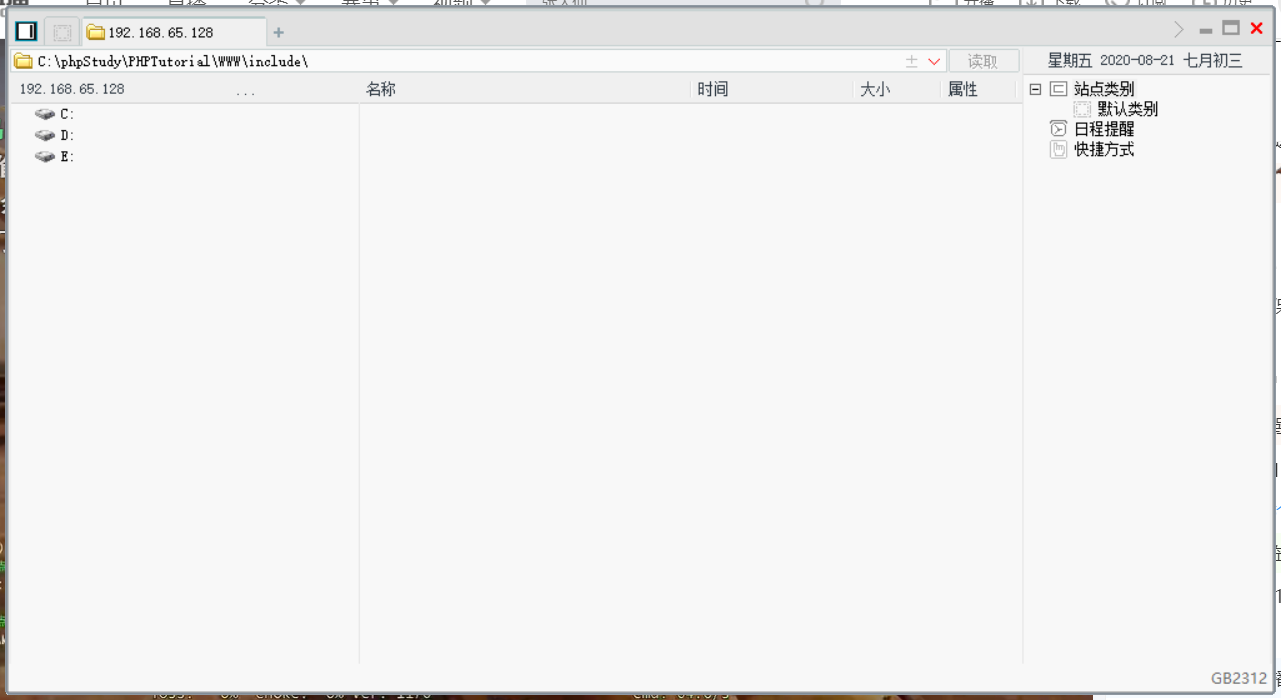 192.168.65.128
C:\phpStudy\PHPTutorial\WWW\include\
读取
星期五 2020-08-21 七月初三
192.168.65.128 ...
名称 时间 大小 属性
C:
D:
E:
站点类别
默认类别
日程提醒
快捷方式
GB2312